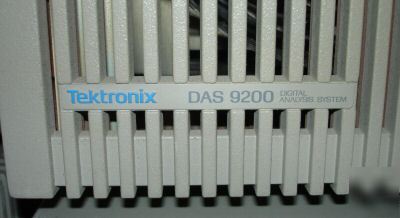 Tektronix DAS 9200 DIGITAL
ANALYSIS SYSTEM